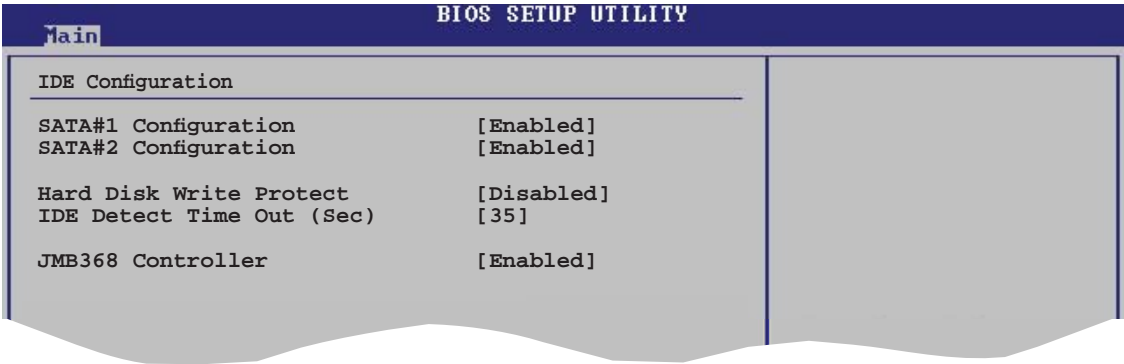 BIOS SETUP UTILITY
Main
IDE Configuration
SATA#1 Configuration [Enabled]
SATA#2 Configuration [Enabled]
Hard Disk Write Protect [Disabled]
IDE Detect Time Out (Sec) [35]
JMB368 Controller [Enabled]